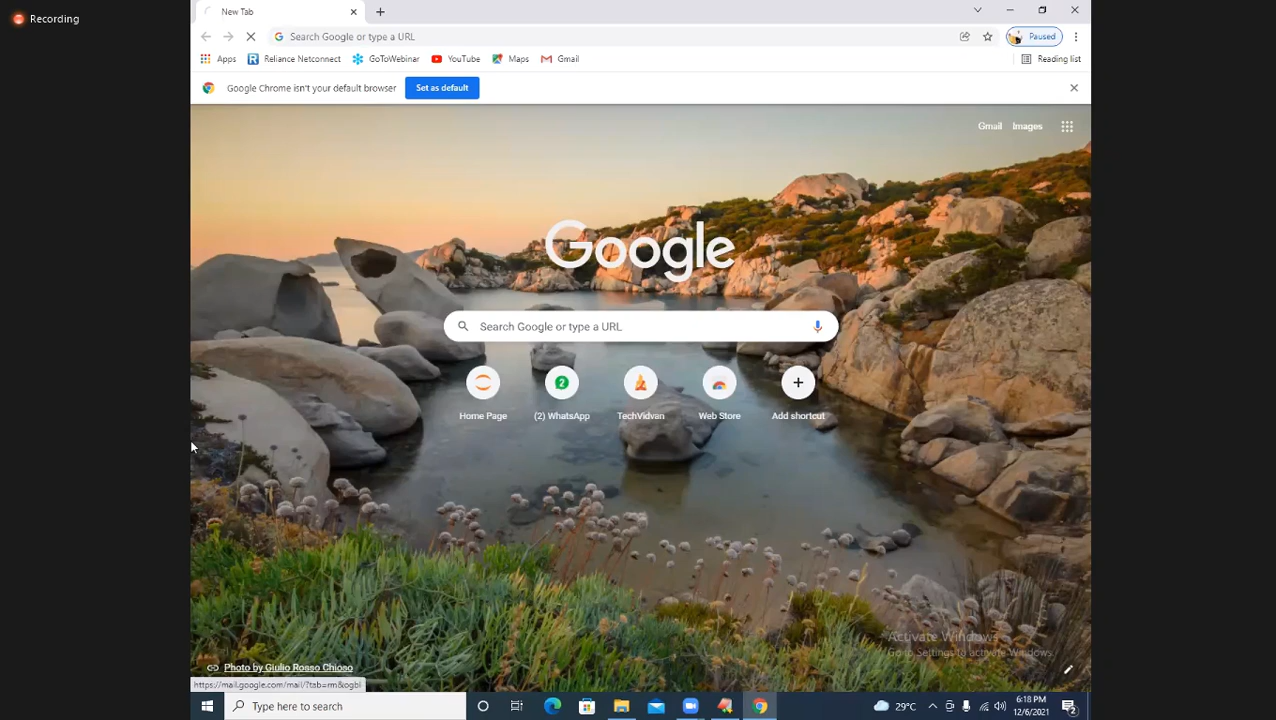 Recording
New Tab
Search Google or type a URL
Paused
Apps
Reliance Netconnect
GoToWebinar
YouTube
Maps
Gmail
Reading list
Google Chrome isn't your default browser
Set as default
Gmail
Images
Google
Search Google or type a URL
Home Page
2
(2) WhatsApp
TechVidvan
Web Store
Add shortcut
Activate Windows
Go to Settings to activate Windows.
Photo by Giulio Rosso Chioso
https://mail.google.com/mail/?tab=rm&ogbl
Type here to search
29°C
6:18 PM
12/6/2021
2